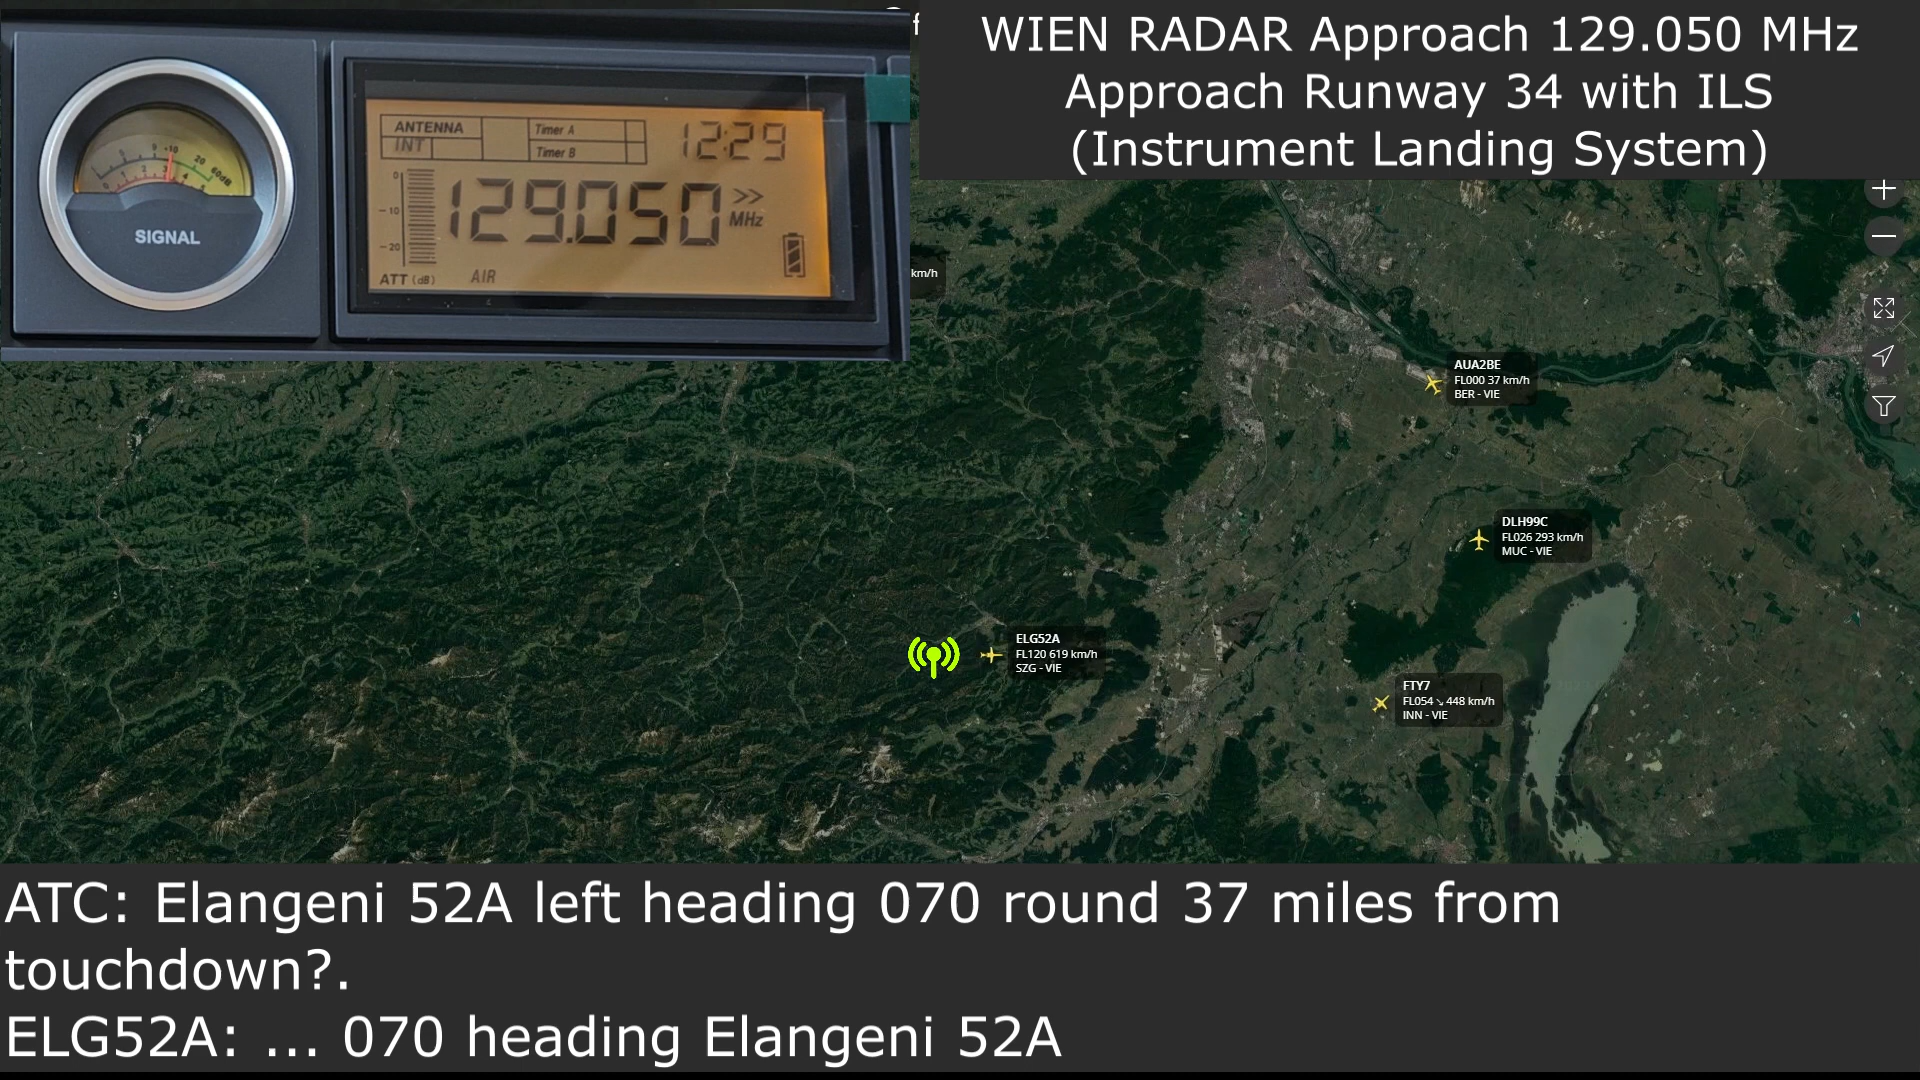 WIEN RADAR Approach 129.050 MHz
Approach Runway 34 with ILS
(Instrument Landing System)
SIGNAL
ANTENNA
INT
Timer A
Timer B
12:29
129.050 >>
MHz
0
-10
-20
ATT (dB)
AIR
km/h
AUA2BE
FL000 37 km/h
BER - VIE
DLH99C
FL026 293 km/h
MUC - VIE
ELG52A
FL120 619 km/h
SZG - VIE
FTY7
FL054 ↘ 448 km/h
INN - VIE
ATC: Elangeni 52A left heading 070 round 37 miles from
touchdown?.
ELG52A: ... 070 heading Elangeni 52A